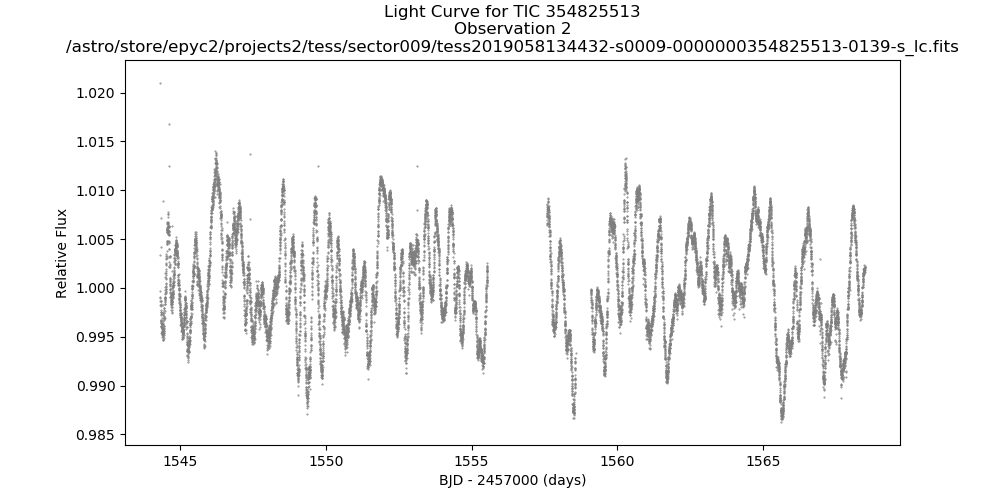 Light Curve for TIC 354825513
Observation 2
/astro/store/epyc2/projects2/tess/sector009/tess2019058134432-s0009-0000000354825513-0139-s_lc.fits
1.020
1.015
1.010
1.005
1.000
0.995
0.990
0.985
Relative Flux
1545
1550
1555
1560
1565
BJD - 2457000 (days)